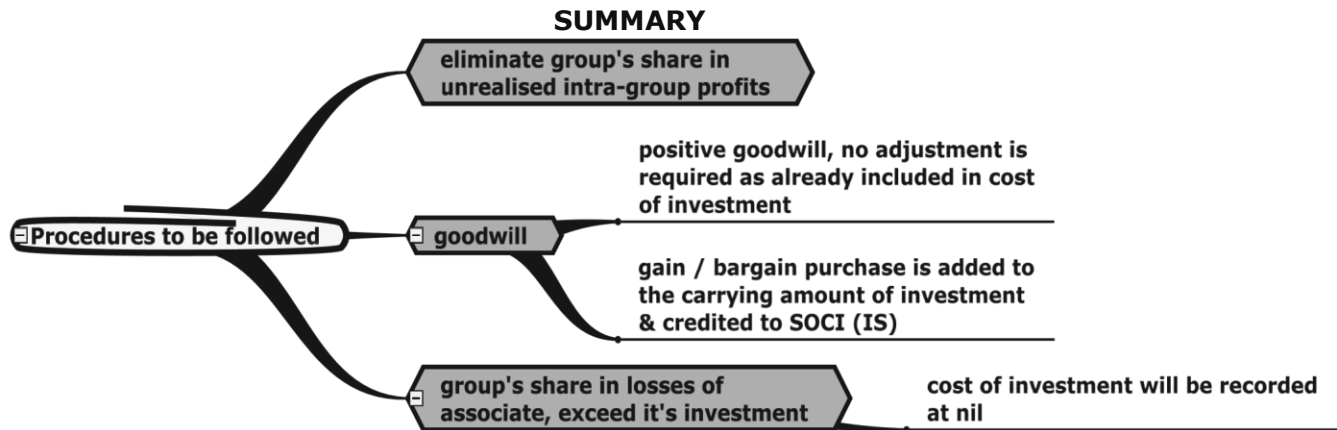 SUMMARY
eliminate group's share in
unrealised intra-group profits
positive goodwill, no adjustment is
required as already included in cost
of investment
Procedures to be followed
goodwill
gain / bargain purchase is added to
the carrying amount of investment
& credited to SOCI (IS)
group's share in losses of
associate, exceed it's investment
cost of investment will be recorded
at nil